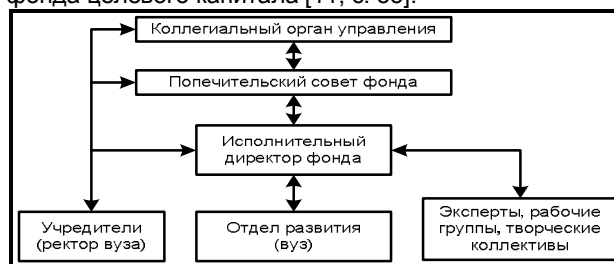 фонда целевого капитала [11, с. 38].
Коллегиальный орган управления
Попечительский совет фонда
Исполнительный
директор фонда
Учредители
(ректор вуза)
Отдел развития
(вуз)
Эксперты, рабочие
группы, творческие
коллективы